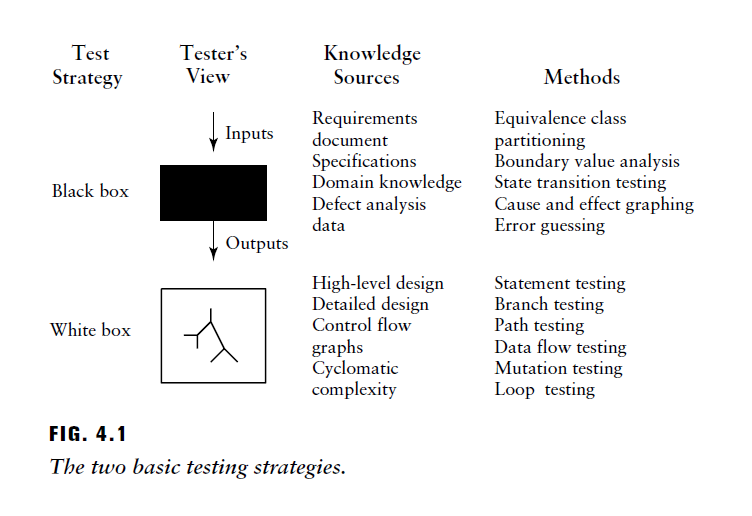 Test Strategy
Tester's View
Knowledge Sources
Methods
Black box
Inputs
Outputs
Requirements
document
Specifications
Domain knowledge
Defect analysis
data
Equivalence class
partitioning
Boundary value analysis
State transition testing
Cause and effect graphing
Error guessing
White box
High-level design
Detailed design
Control flow
graphs
Cyclomatic
complexity
Statement testing
Branch testing
Path testing
Data flow testing
Mutation testing
Loop testing
FIG. 4.1
The two basic testing strategies.